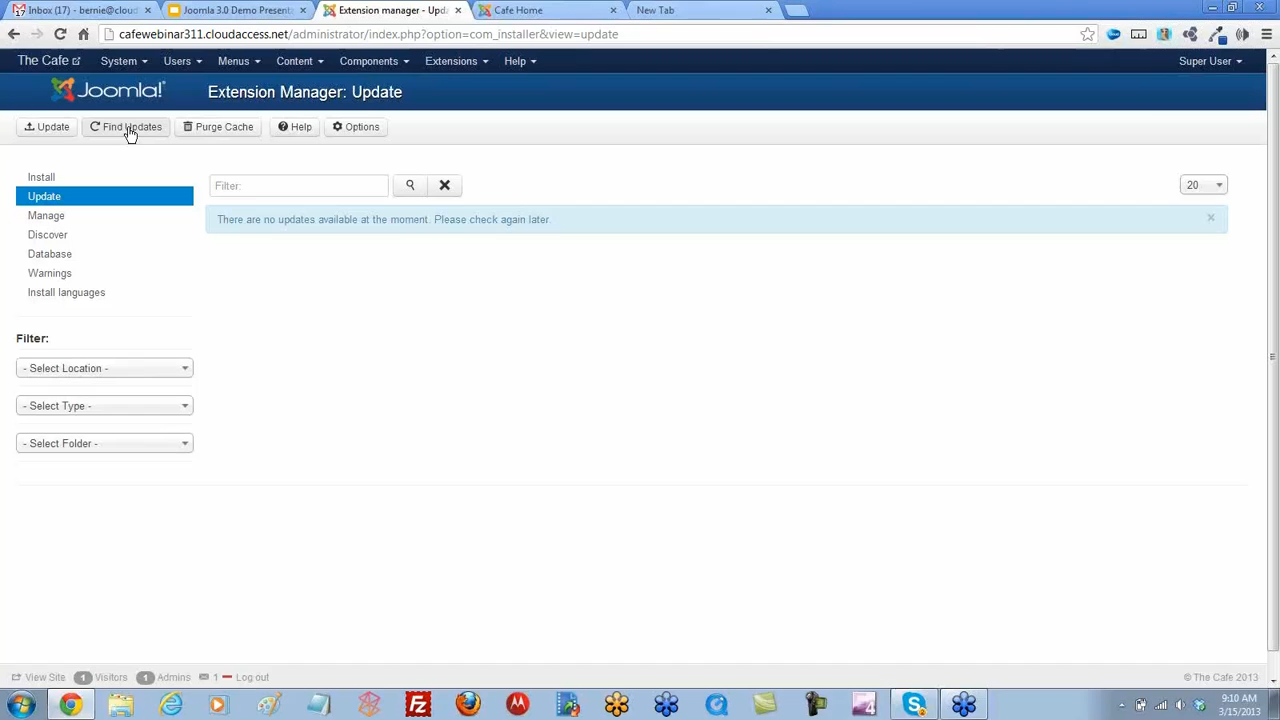 Inbox (17) - bernie@cloud
Joomla 3.0 Demo Present
Extension manager - Upd
Cafe Home
New Tab
cafewebinar311.cloudaccess.net/administrator/index.php?option=com_installer&view=update
The Cafe System Users Menus Content Components Extensions Help Super User
Joomla! Extension Manager: Update
Update Find Updates Purge Cache Help Options
Install
Update
Manage
Discover
Database
Warnings
Install languages
Filter: 20
There are no updates available at the moment. Please check again later.
Filter:
- Select Location -
- Select Type -
- Select Folder -
View Site 1 Visitors 1 Admins 1 Log out © The Cafe 2013
9:10 AM
3/15/2013